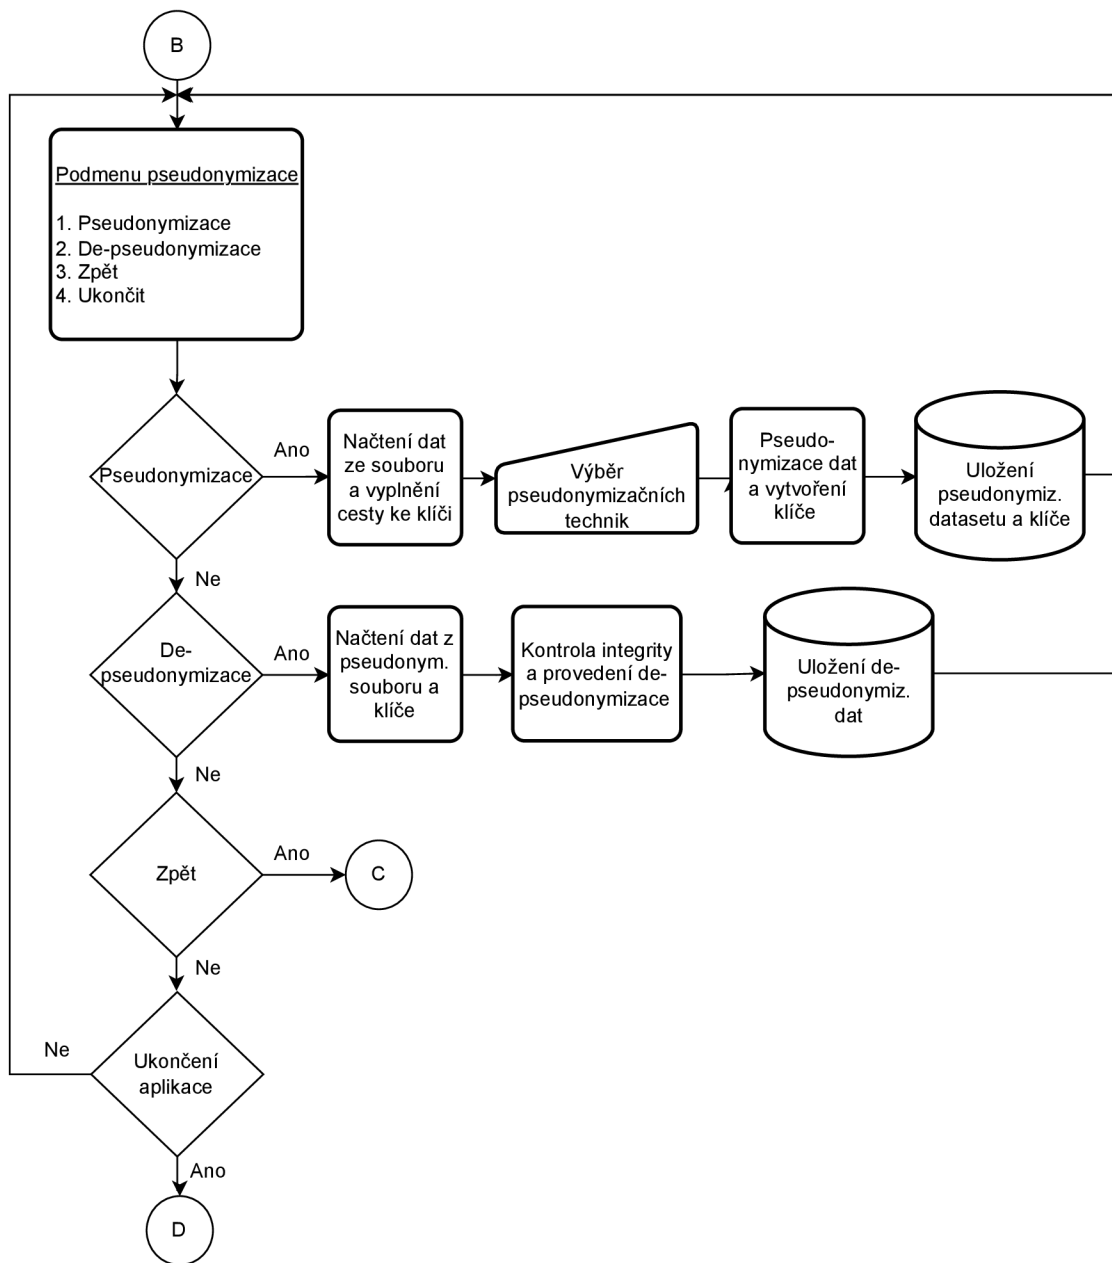 B
Podmenu pseudonymizace
1. Pseudonymizace
2. De-pseudonymizace
3. Zpět
4. Ukončit
Pseudonymizace
Ano
Načtení dat
ze souboru
a vyplnění
cesty ke klíči
Výběr
pseudonymizačních
technik
Pseudo-
nymizace dat
a vytvoření
klíče
Uložení
pseudonymiz.
datasetu a klíče
Ne
De-
pseudonymizace
Ano
Načtení dat z
pseudonym.
souboru a
klíče
Kontrola integrity
a provedení de-
pseudonymizace
Uložení de-
pseudonymiz.
dat
Ne
Zpět
Ano
C
Ne
Ukončení
aplikace
Ne
Ano
D